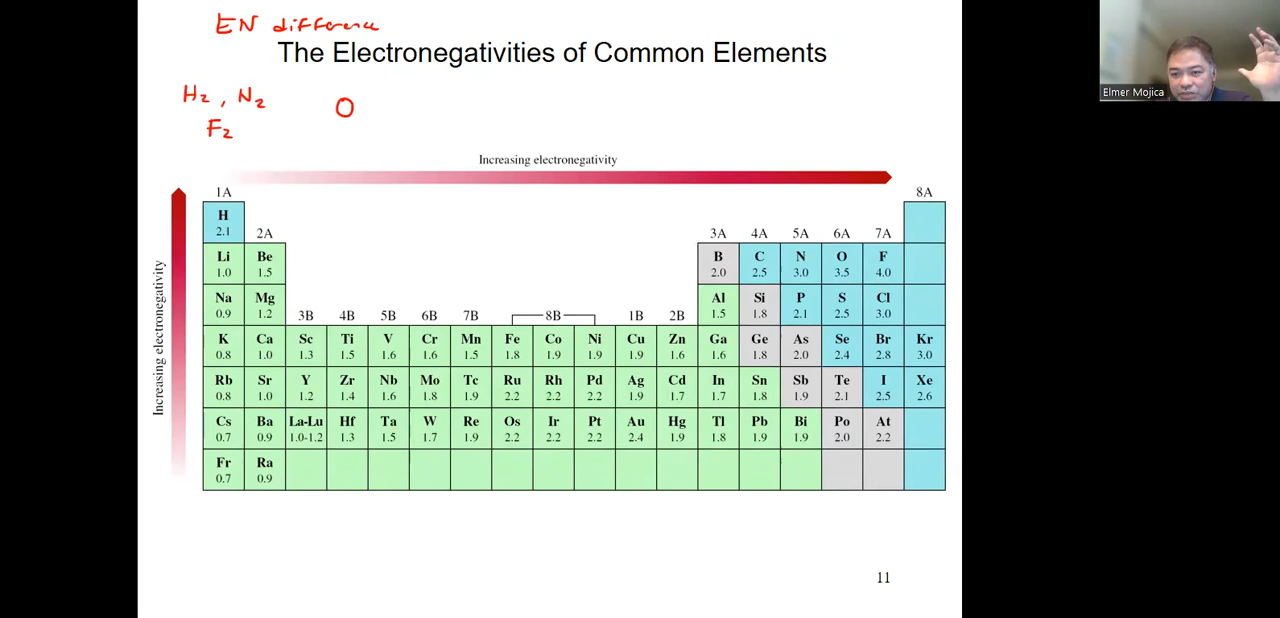 EN difference
The Electronegativities of Common Elements
H2, N2 O
F2
Elmer Mojica
Increasing electronegativity
Increasing electronegativity
1A 8A
H
2.1
2A 3A 4A 5A 6A 7A
Li Be B C N O F
1.0 1.5 2.0 2.5 3.0 3.5 4.0
Na Mg Al Si P S Cl
0.9 1.2 1.5 1.8 2.1 2.5 3.0
3B 4B 5B 6B 7B 8B 1B 2B
K Ca Sc Ti V Cr Mn Fe Co Ni Cu Zn Ga Ge As Se Br Kr
0.8 1.0 1.3 1.5 1.6 1.6 1.5 1.8 1.9 1.9 1.9 1.6 1.6 1.8 2.0 2.4 2.8 3.0
Rb Sr Y Zr Nb Mo Tc Ru Rh Pd Ag Cd In Sn Sb Te I Xe
0.8 1.0 1.2 1.4 1.6 1.8 1.9 2.2 2.2 2.2 1.9 1.7 1.7 1.8 1.9 2.1 2.5 2.6
Cs Ba La-Lu Hf Ta W Re Os Ir Pt Au Hg Tl Pb Bi Po At
0.7 0.9 1.0-1.2 1.3 1.5 1.7 1.9 2.2 2.2 2.2 2.4 1.9 1.8 1.9 1.9 2.0 2.2
Fr Ra
0.7 0.9
11